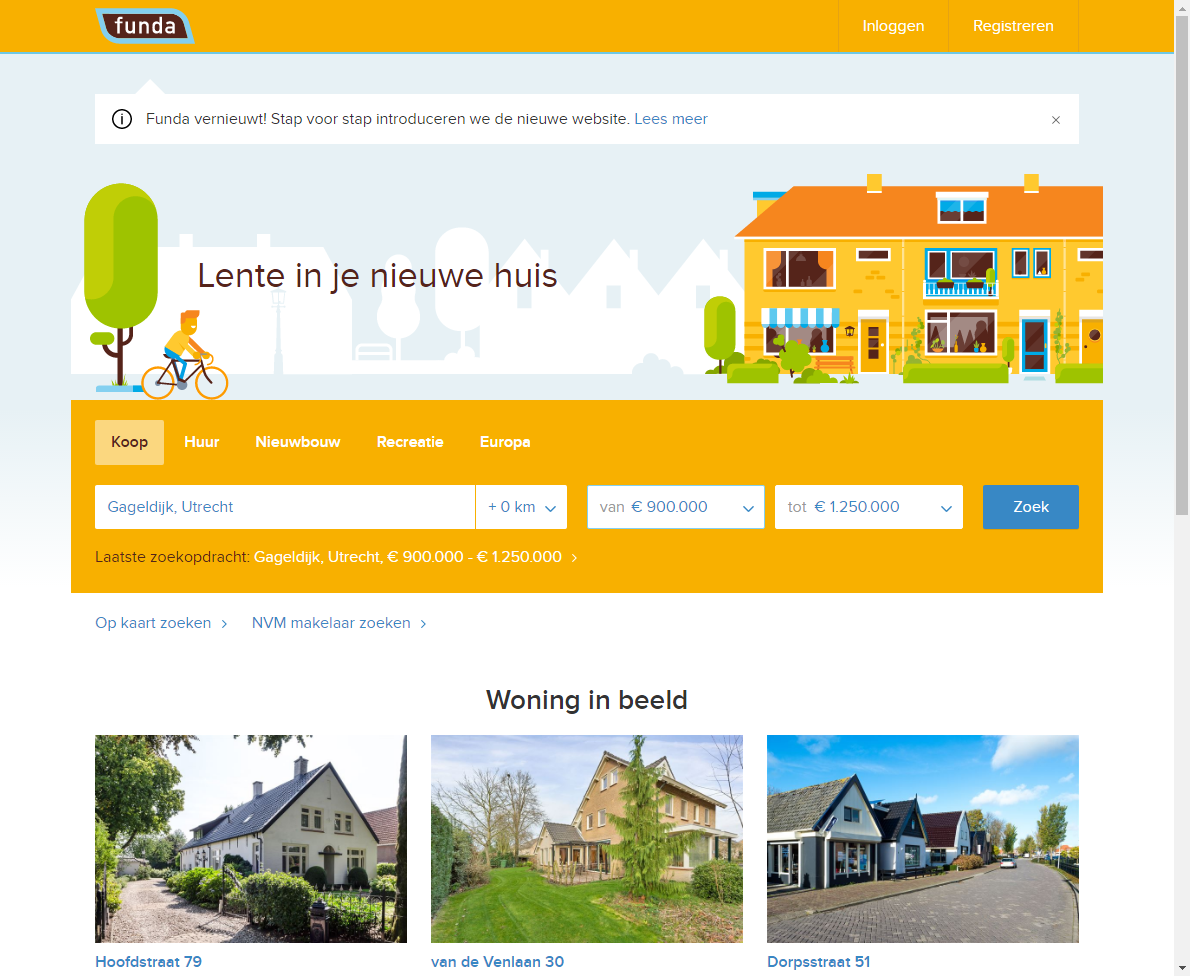 funda
Inloggen
Registreren
Funda vernieuwt! Stap voor stap introduceren we de nieuwe website. Lees meer
Lente in je nieuwe huis
Koop
Huur
Nieuwbouw
Recreatie
Europa
Gageldijk, Utrecht
+ 0 km
van € 900.000
tot € 1.250.000
Zoek
Laatste zoekopdracht: Gageldijk, Utrecht, € 900.000 - € 1.250.000
Op kaart zoeken
NVM makelaar zoeken
Woning in beeld
Hoofdstraat 79
van de Venlaan 30
Dorpsstraat 51